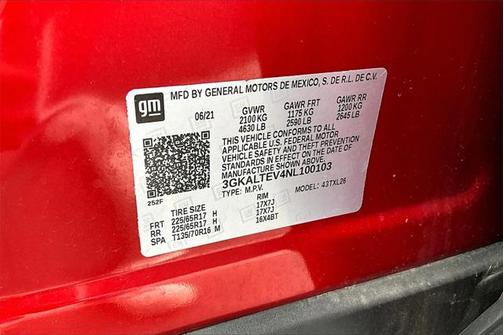 gm
MFD BY GENERAL MOTORS DE MEXICO, S. DE R.L. DE C.V.
06/21 GVWR GAWR FRT GAWR RR
2100 KG 1175 KG 1200 KG
4630 LB 2590 LB 2645 LB
THIS VEHICLE CONFORMS TO ALL
APPLICABLE U.S. FEDERAL MOTOR
VEHICLE SAFETY, BUMPER, AND THEFT
PREVENTION STANDARDS IN EFFECT ON THE DATE OF
MANUFACTURE SHOWN ABOVE.
3GKALTEV4NL100103
TYPE: M.P.V. MODEL: 43TXL26
252F
TIRE SIZE RIM
FRT 225/65R17 H 17X7J
RR 225/65R17 H 17X7J
SPA T135/70R16 M 16X4BT